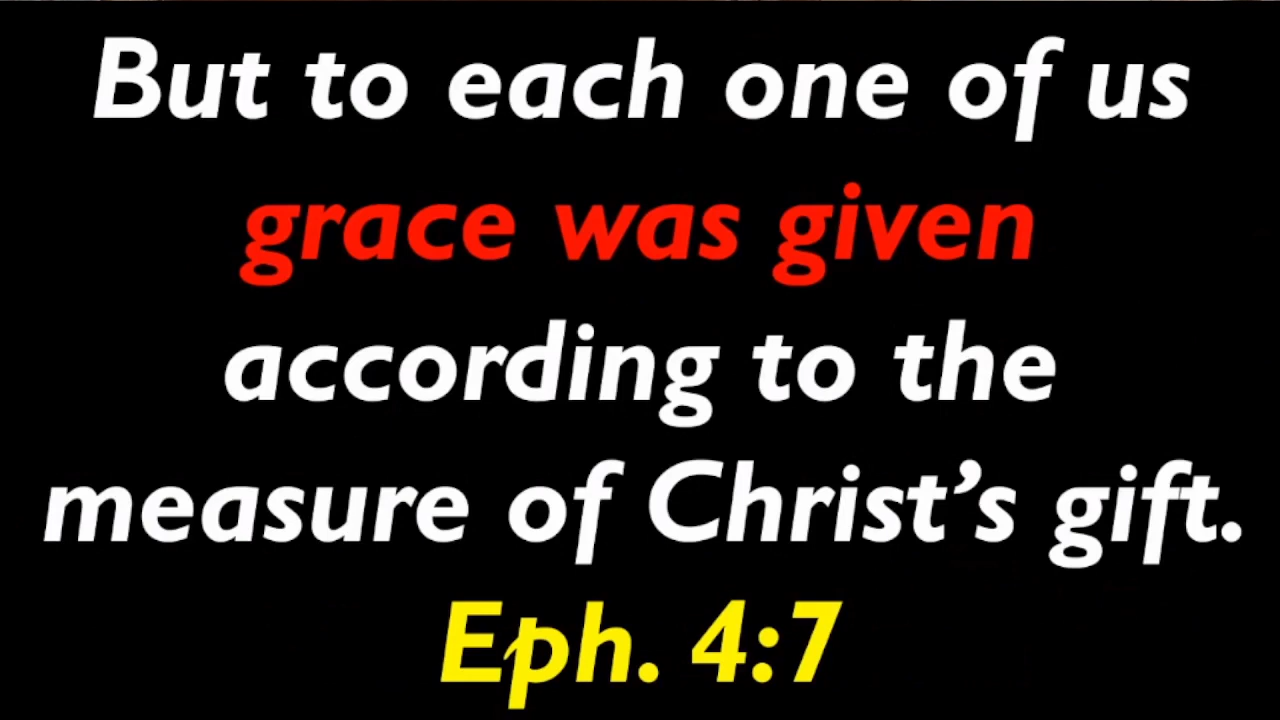 But to each one of us
grace was given
according to the
measure of Christ’s gift.
Eph. 4:7